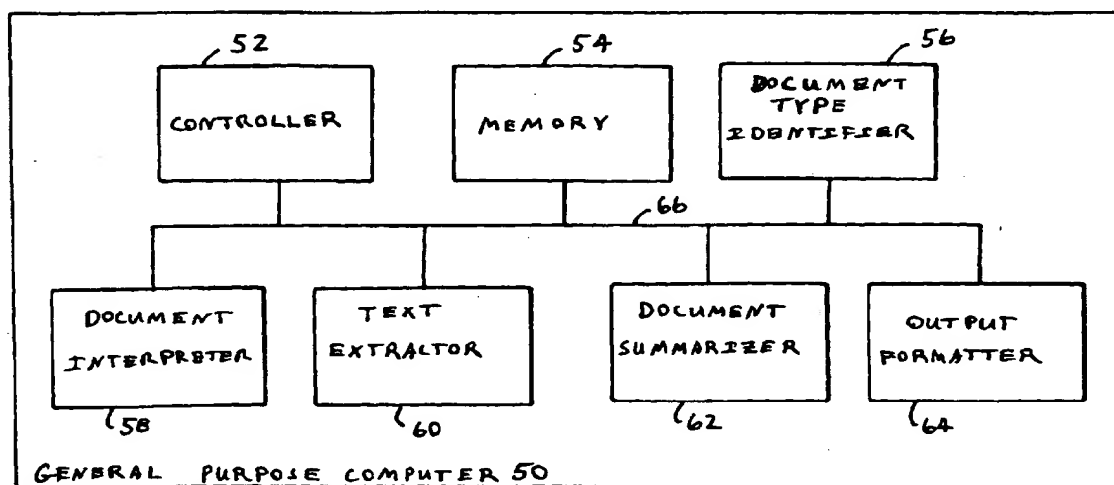 52
54
56
CONTROLLER
MEMORY
DOCUMENT
TYPE
IDENTIFIER
66
DOCUMENT
INTERPRETER
TEXT
EXTRACTOR
DOCUMENT
SUMMARIZER
OUTPUT
FORMATTER
58
60
62
64
GENERAL PURPOSE COMPUTER 50